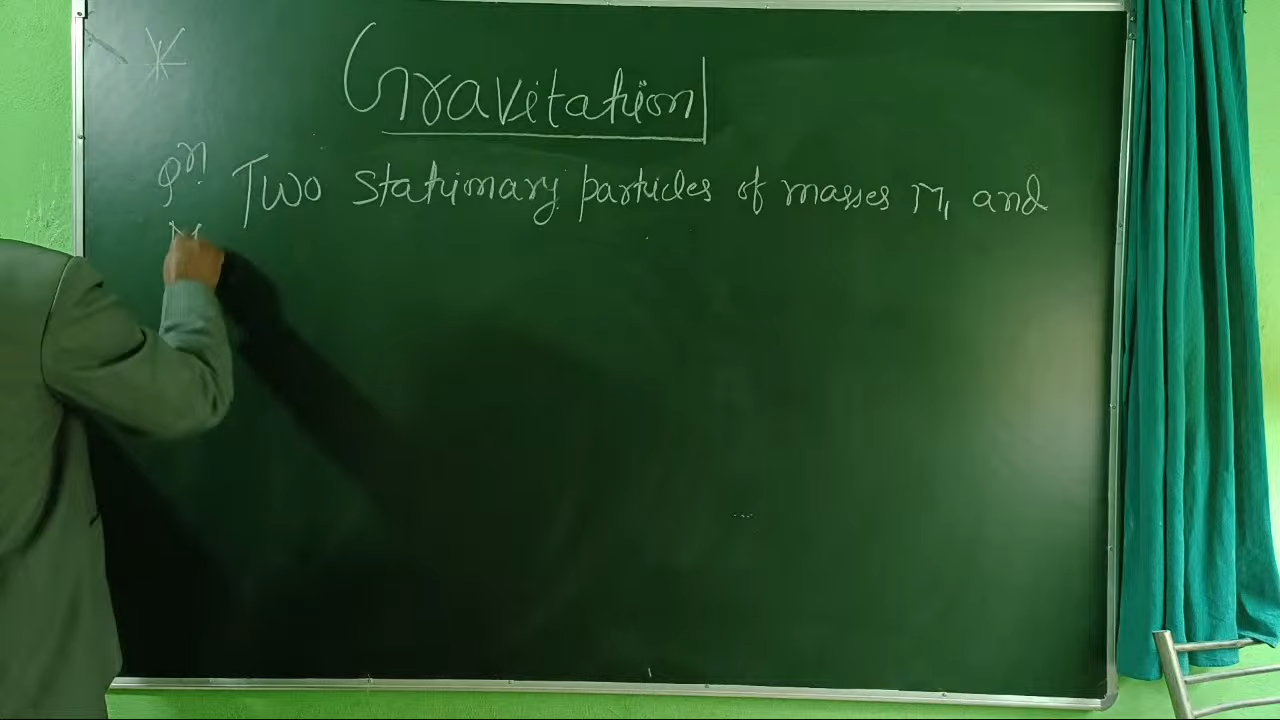 Gravitation
Qn. Two stationary particles of masses M1 and
M